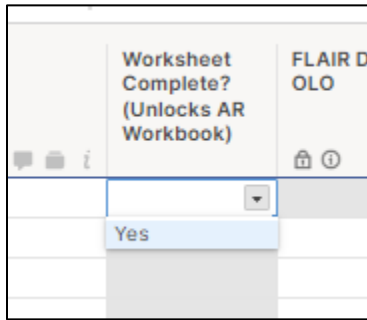 Worksheet
Complete?
(Unlocks AR
Workbook)
FLAIR D
OLO
Yes